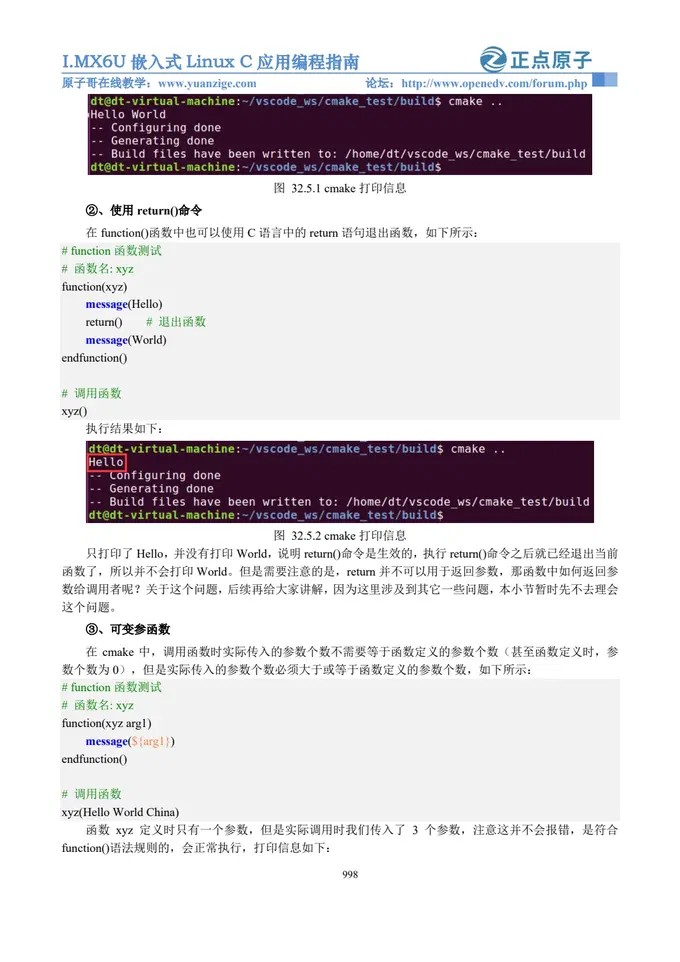 I.MX6U 嵌入式 Linux C 应用编程指南
正点原子
原子哥在线教学：www.yuanzige.com 论坛：http://www.openedv.com/forum.php
dt@dt-virtual-machine:~/vscode_ws/cmake_test/build$ cmake ..
Hello World
-- Configuring done
-- Generating done
-- Build files have been written to: /home/dt/vscode_ws/cmake_test/build
dt@dt-virtual-machine:~/vscode_ws/cmake_test/build$
图 32.5.1 cmake 打印信息
②、使用 return()命令
在 function()函数中也可以使用 C 语言中的 return 语句退出函数，如下所示：
# function 函数测试
# 函数名: xyz
function(xyz)
message(Hello)
return() # 退出函数
message(World)
endfunction()
# 调用函数
xyz()
执行结果如下：
dt@dt-virtual-machine:~/vscode_ws/cmake_test/build$ cmake ..
Hello
-- Configuring done
-- Generating done
-- Build files have been written to: /home/dt/vscode_ws/cmake_test/build
dt@dt-virtual-machine:~/vscode_ws/cmake_test/build$
图 32.5.2 cmake 打印信息
只打印了 Hello，并没有打印 World，说明 return()命令是生效的，执行 return()命令之后就已经退出当前
函数了，所以并不会打印 World。但是需要注意的是，return 并不可以用于返回参数，那函数中如何返回参
数给调用者呢？关于这个问题，后续再给大家讲解，因为这里涉及到其它一些问题，本小节暂时先不去理会
这个问题。
③、可变参函数
在 cmake 中，调用函数时实际传入的参数个数不需要等于函数定义的参数个数（甚至函数定义时，参
数个数为 0），但是实际传入的参数个数必须大于或等于函数定义的参数个数，如下所示：
# function 函数测试
# 函数名: xyz
function(xyz arg1)
message(${arg1})
endfunction()
# 调用函数
xyz(Hello World China)
函数 xyz 定义时只有一个参数，但是实际调用时我们传入了 3 个参数，注意这并不会报错，是符合
function()语法规则的，会正常执行，打印信息如下：
998